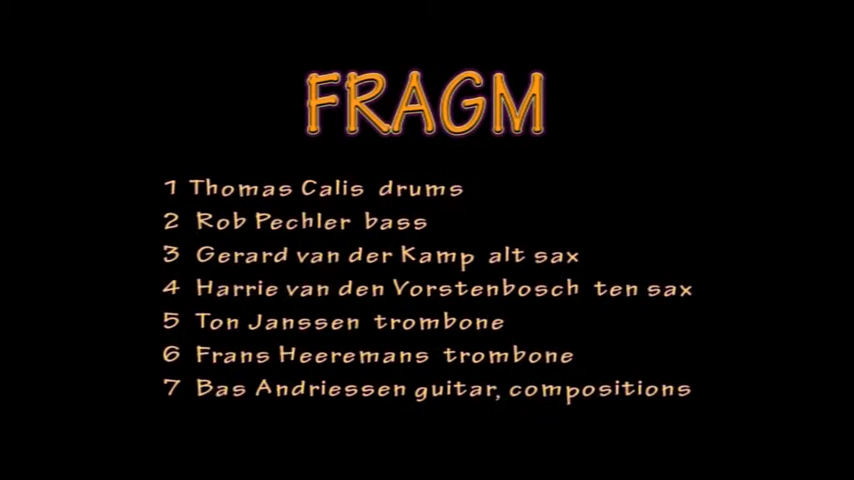 FRAGM
1 Thomas Calis drums
2 Rob Pechler bass
3 Gerard van der Kamp alt sax
4 Harrie van den Vorstenbosch ten sax
5 Ton Janssen trombone
6 Frans Heeremans trombone
7 Bas Andriessen guitar, compositions